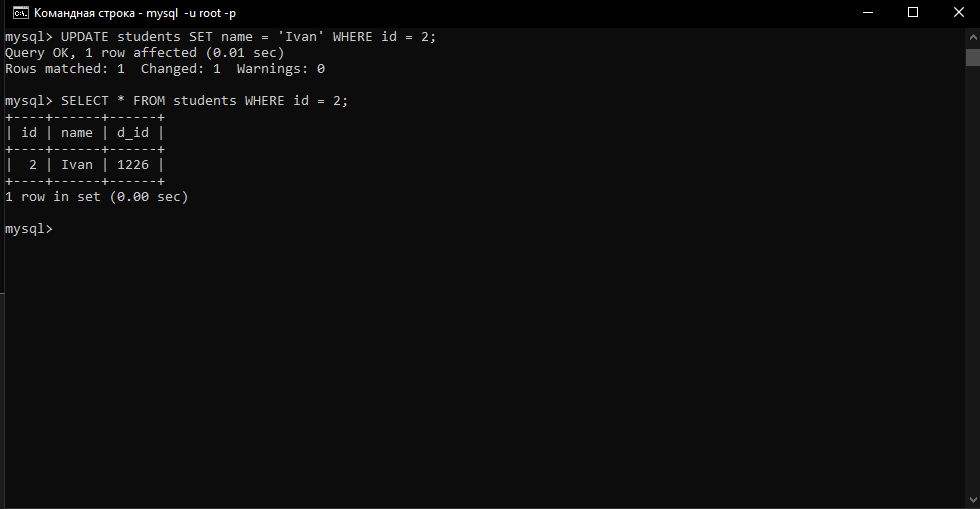 Командная строка - mysql -u root -p
mysql> UPDATE students SET name = 'Ivan' WHERE id = 2;
Query OK, 1 row affected (0.01 sec)
Rows matched: 1  Changed: 1  Warnings: 0
mysql> SELECT * FROM students WHERE id = 2;
+----+------+------+
| id | name | d_id |
+----+------+------+
|  2 | Ivan | 1226 |
+----+------+------+
1 row in set (0.00 sec)
mysql>